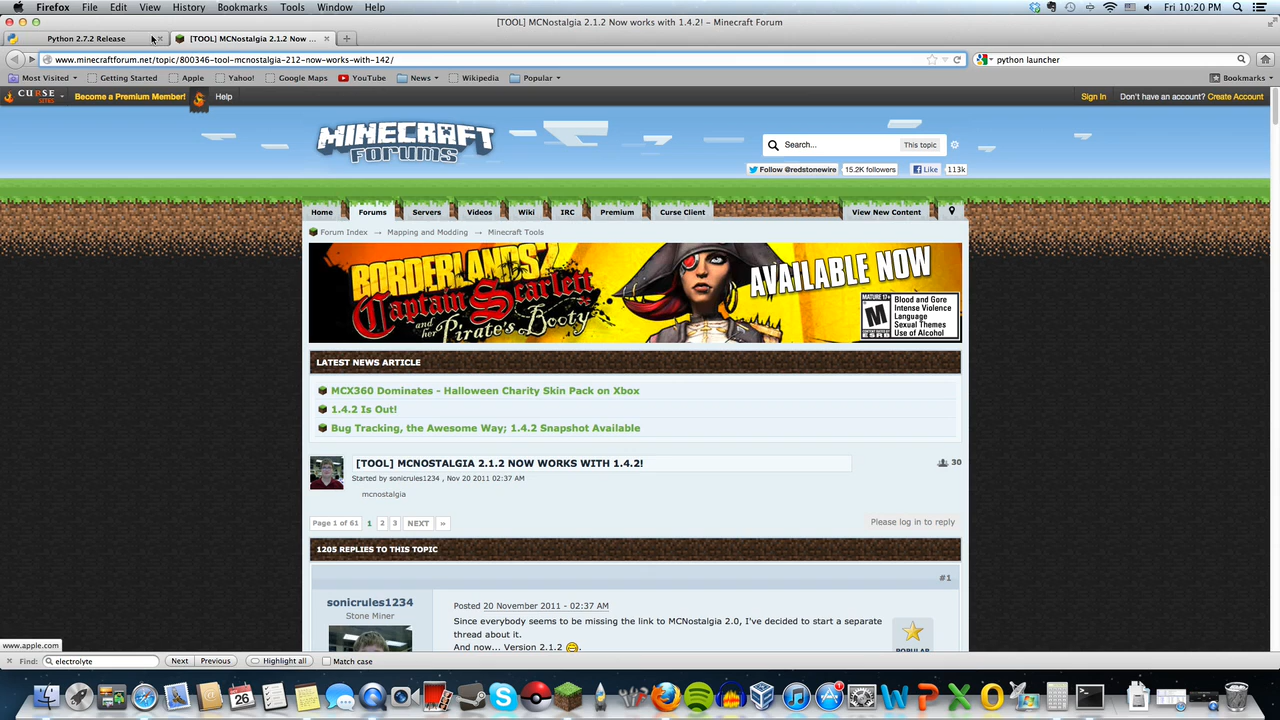 Firefox File Edit View History Bookmarks Tools Window Help Fri 10:20 PM
[TOOL] MCNostalgia 2.1.2 Now works with 1.4.2! – Minecraft Forum
Python 2.7.2 Release [TOOL] MCNostalgia 2.1.2 Now ...
www.minecraftforum.net/topic/800346-tool-mcnostalgia-212-now-works-with-142/ python launcher
Most Visited Getting Started Apple Yahoo! Google Maps YouTube News Wikipedia Popular Bookmarks
CURSE SITES Become a Premium Member! Help Sign In Don't have an account? Create Account
MINECRAFT FORUMS
Search... This topic
Follow @redstonewire 15.2K followers Like 113k
Home Forums Servers Videos Wiki IRC Premium Curse Client View New Content
Forum Index → Mapping and Modding → Minecraft Tools
BORDERLANDS 2
Captain Scarlett
and her Pirate's Booty
AVAILABLE NOW
MATURE 17+
M
ESRB
Blood and Gore
Intense Violence
Language
Sexual Themes
Use of Alcohol
LATEST NEWS ARTICLE
MCX360 Dominates - Halloween Charity Skin Pack on Xbox
1.4.2 Is Out!
Bug Tracking, the Awesome Way; 1.4.2 Snapshot Available
[TOOL] MCNOSTALGIA 2.1.2 NOW WORKS WITH 1.4.2! 30
Started by sonicrules1234 , Nov 20 2011 02:37 AM
mcnostalgia
Page 1 of 61 1 2 3 NEXT » Please log in to reply
1205 REPLIES TO THIS TOPIC
#1
sonicrules1234
Stone Miner
Posted 20 November 2011 - 02:37 AM
Since everybody seems to be missing the link to MCNostalgia 2.0, I've decided to start a separate
thread about it.
And now... Version 2.1.2 .
POPULAR
www.apple.com
Find: electrolyte Next Previous Highlight all Match case
26